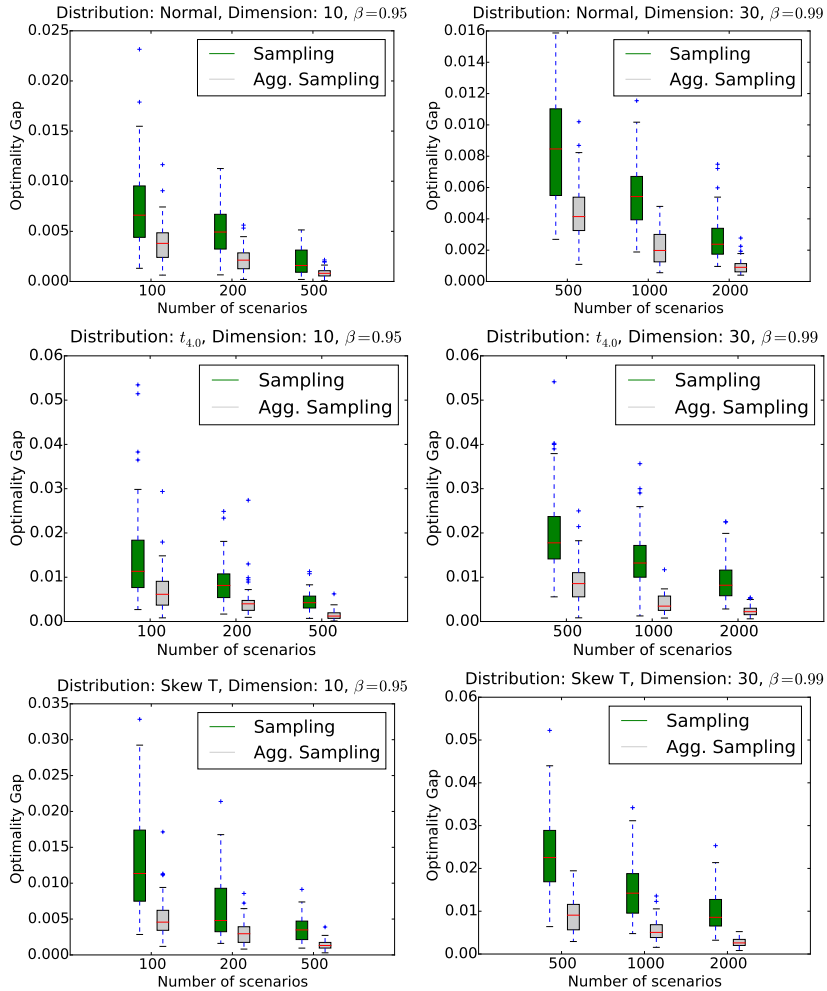 Distribution: Normal, Dimension: 10, β=0.95
0.025
0.020
0.015
0.010
0.005
0.000
Optimality Gap
Sampling
Agg. Sampling
100 200 500
Number of scenarios
Distribution: Normal, Dimension: 30, β=0.99
0.016
0.014
0.012
0.010
0.008
0.006
0.004
0.002
0.000
Optimality Gap
Sampling
Agg. Sampling
500 1000 2000
Number of scenarios
Distribution: t4.0, Dimension: 10, β=0.95
0.06
0.05
0.04
0.03
0.02
0.01
0.00
Optimality Gap
Sampling
Agg. Sampling
100 200 500
Number of scenarios
Distribution: t4.0, Dimension: 30, β=0.99
0.06
0.05
0.04
0.03
0.02
0.01
0.00
Optimality Gap
Sampling
Agg. Sampling
500 1000 2000
Number of scenarios
Distribution: Skew T, Dimension: 10, β=0.95
0.035
0.030
0.025
0.020
0.015
0.010
0.005
0.000
Optimality Gap
Sampling
Agg. Sampling
100 200 500
Number of scenarios
Distribution: Skew T, Dimension: 30, β=0.99
0.06
0.05
0.04
0.03
0.02
0.01
0.00
Optimality Gap
Sampling
Agg. Sampling
500 1000 2000
Number of scenarios